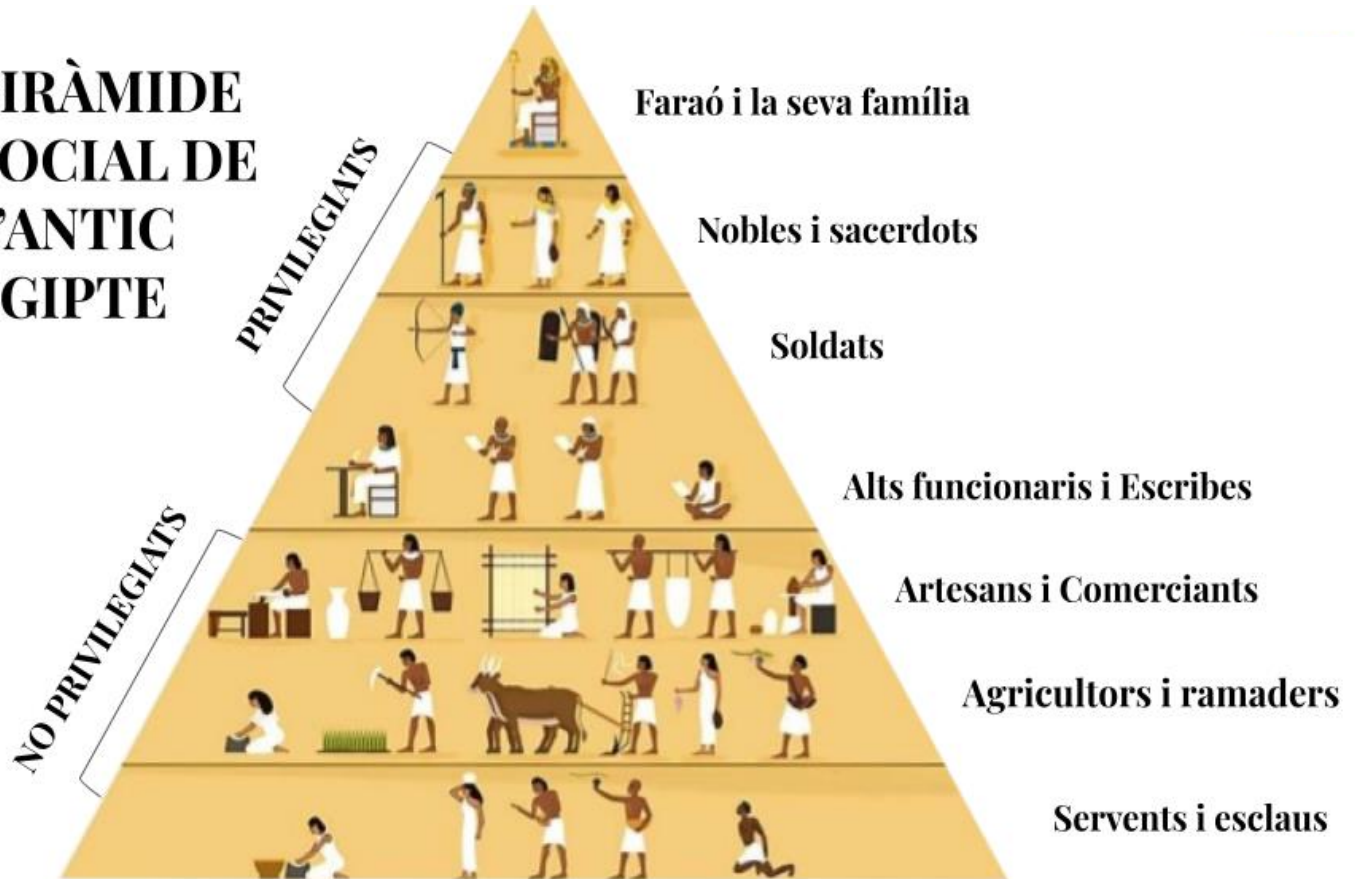 IRÀMIDE
OCIAL DE
'ANTIC
GIPTE
PRIVILEGIATS
NO PRIVILEGIATS
Faraó i la seva família
Nobles i sacerdots
Soldats
Alts funcionaris i Escribes
Artesans i Comerciants
Agricultors i ramaders
Servents i esclaus